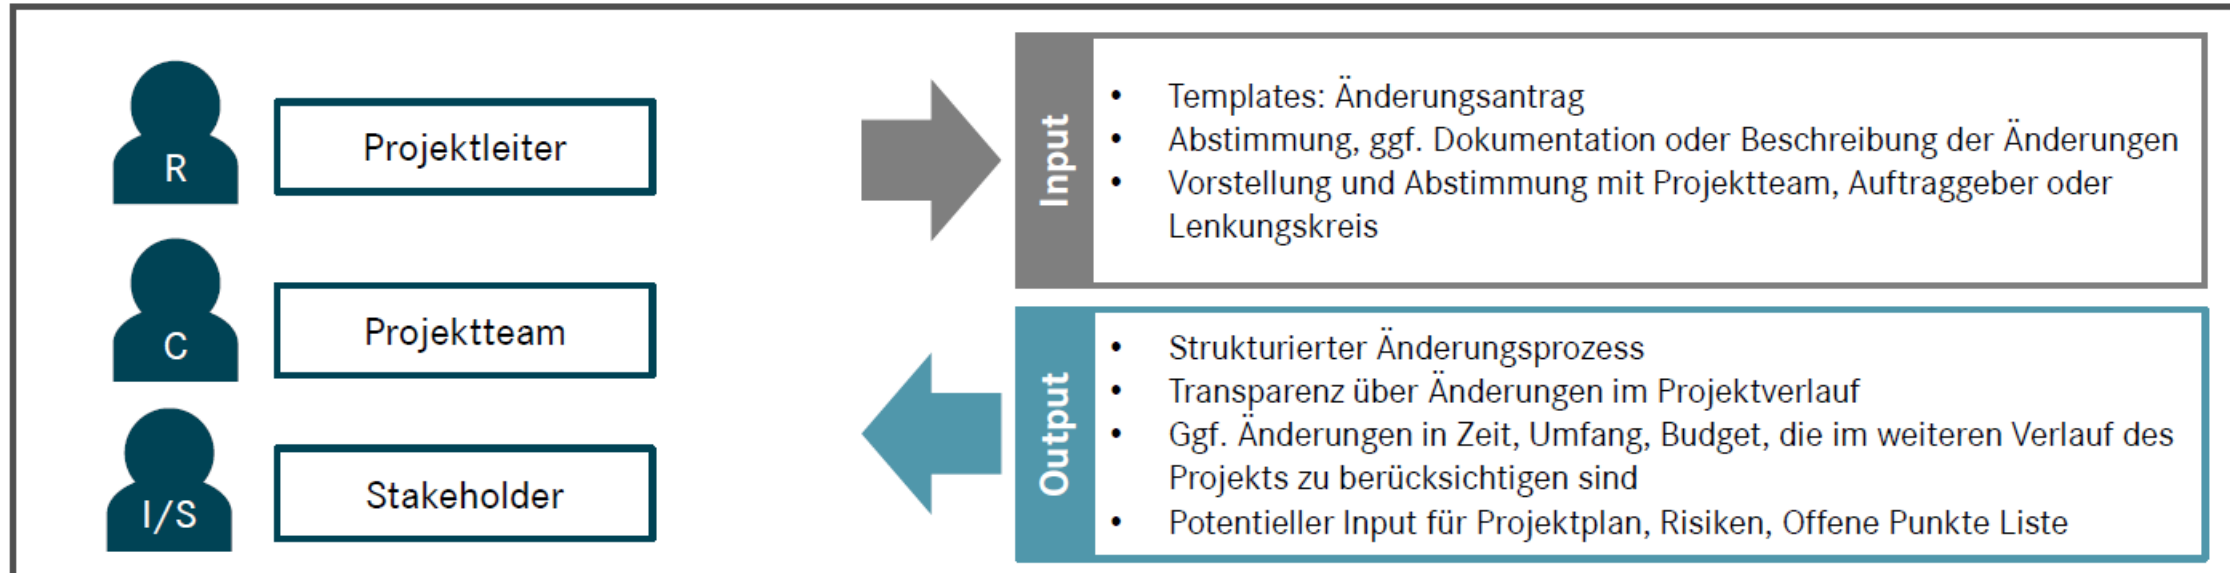 R
Projektleiter
C
Projektteam
I/S
Stakeholder
Input
• Templates: Änderungsantrag
• Abstimmung, ggf. Dokumentation oder Beschreibung der Änderungen
• Vorstellung und Abstimmung mit Projektteam, Auftraggeber oder
Lenkungskreis
Output
• Strukturierter Änderungsprozess
• Transparenz über Änderungen im Projektverlauf
• Ggf. Änderungen in Zeit, Umfang, Budget, die im weiteren Verlauf des
Projekts zu berücksichtigen sind
• Potentieller Input für Projektplan, Risiken, Offene Punkte Liste